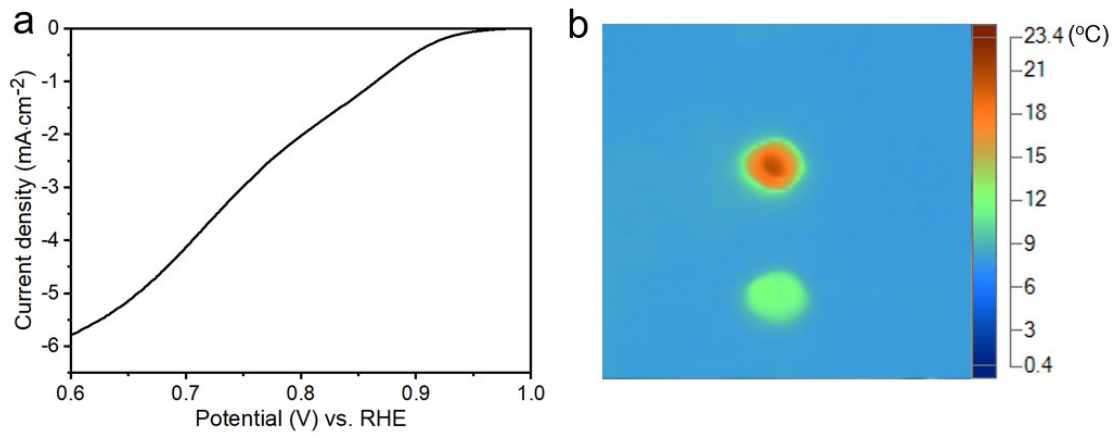 a
0
-1
-2
-3
-4
-5
-6
Current density (mA·cm-2)
0.6 0.7 0.8 0.9 1.0
Potential (V) vs. RHE
b
23.4 (oC)
21
18
15
12
9
6
3
0.4